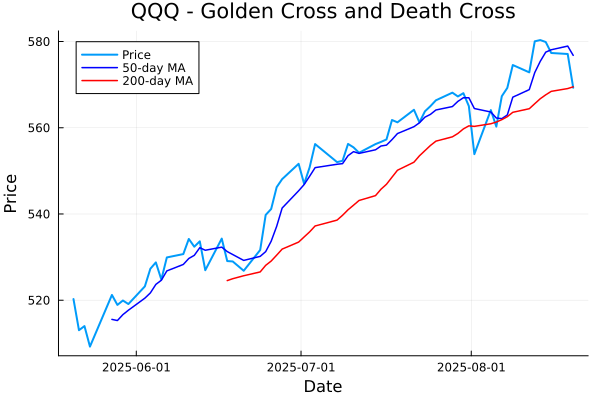 QQQ - Golden Cross and Death Cross
580
560
540
520
Price
Price
50-day MA
200-day MA
2025-06-01
2025-07-01
2025-08-01
Date